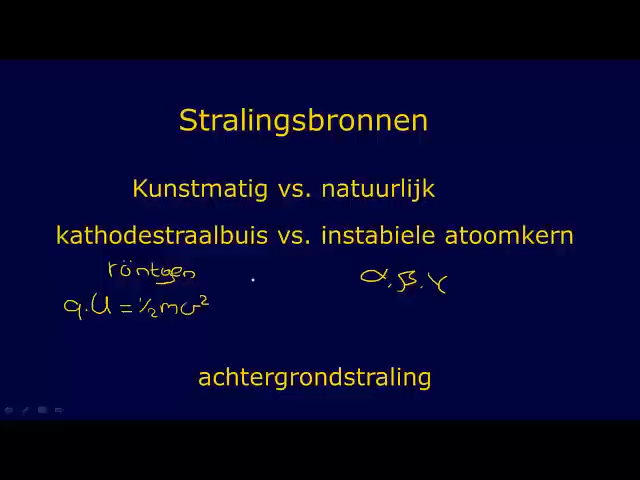 Stralingsbronnen
Kunstmatig vs. natuurlijk
kathodestraalbuis vs. instabiele atoomkern
röntgen α.β.γ
q.U = ½mv²
achtergrondstraling